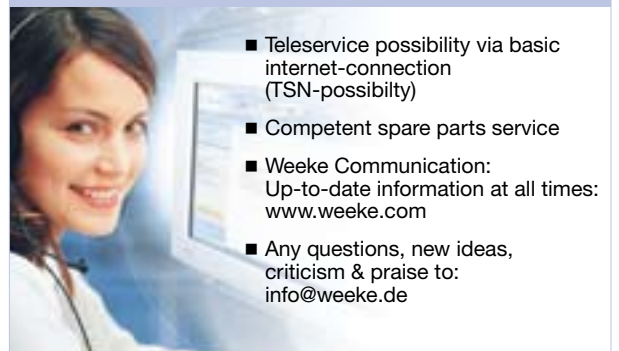 ■ Teleservice possibility via basic
internet-connection
(TSN-possibilty)
■ Competent spare parts service
■ Weeke Communication:
Up-to-date information at all times:
www.weeke.com
■ Any questions, new ideas,
criticism & praise to:
info@weeke.de